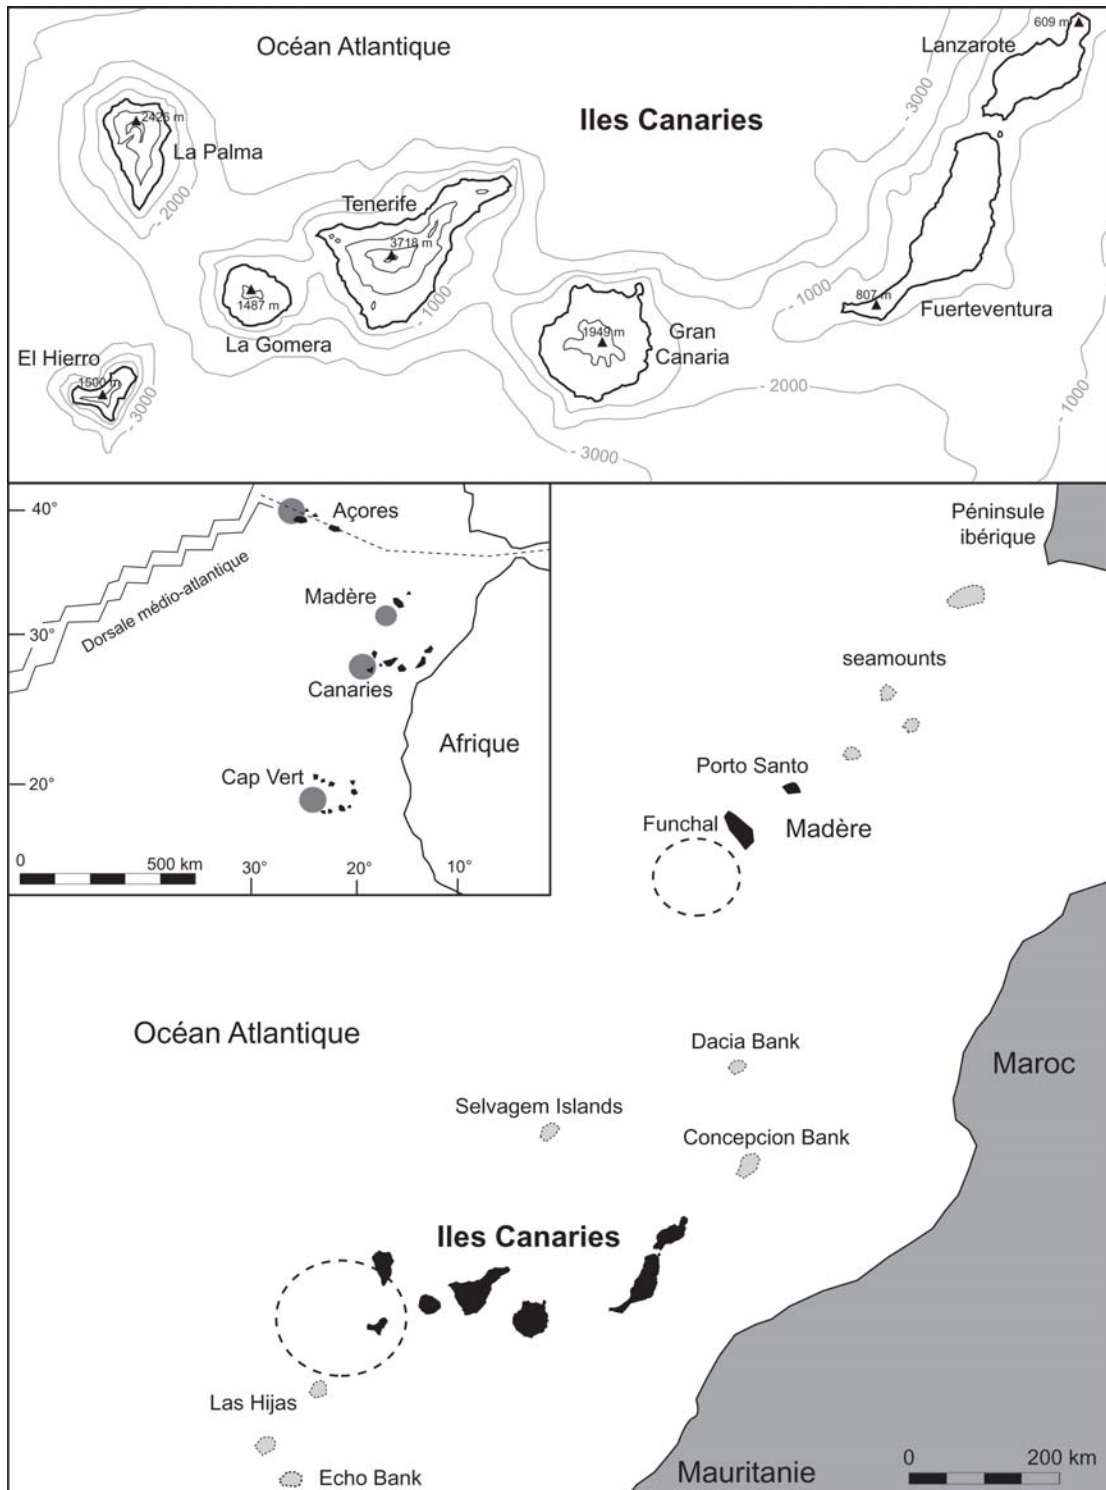 Océan Atlantique
Iles Canaries
609 m
Lanzarote
- 3000
2426 m
La Palma
- 2000
Tenerife
3718 m
- 1000
1487 m
La Gomera
El Hierro
1500 m
- 3000
1949 m
Gran
Canaria
- 1000
807 m
Fuerteventura
- 2000
- 3000
- 1000
40°
30°
20°
Açores
Dorsale médio-atlantique
Madère
Canaries
Afrique
Cap Vert
0
500 km
30°
20°
10°
Péninsule
ibérique
seamounts
Porto Santo
Funchal
Madère
Océan Atlantique
Dacia Bank
Maroc
Selvagem Islands
Concepcion Bank
Iles Canaries
Las Hijas
Echo Bank
Mauritanie
0
200 km